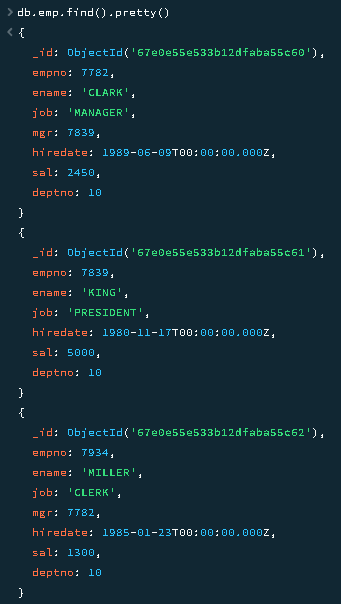 > db.emp.find().pretty()
< {
_id: ObjectId('67e0e55e533b12dfaba55c60'),
empno: 7782,
ename: 'CLARK',
job: 'MANAGER',
mgr: 7839,
hiredate: 1989-06-09T00:00:00.000Z,
sal: 2450,
deptno: 10
}
{
_id: ObjectId('67e0e55e533b12dfaba55c61'),
empno: 7839,
ename: 'KING',
job: 'PRESIDENT',
hiredate: 1980-11-17T00:00:00.000Z,
sal: 5000,
deptno: 10
}
{
_id: ObjectId('67e0e55e533b12dfaba55c62'),
empno: 7934,
ename: 'MILLER',
job: 'CLERK',
mgr: 7782,
hiredate: 1985-01-23T00:00:00.000Z,
sal: 1300,
deptno: 10
}